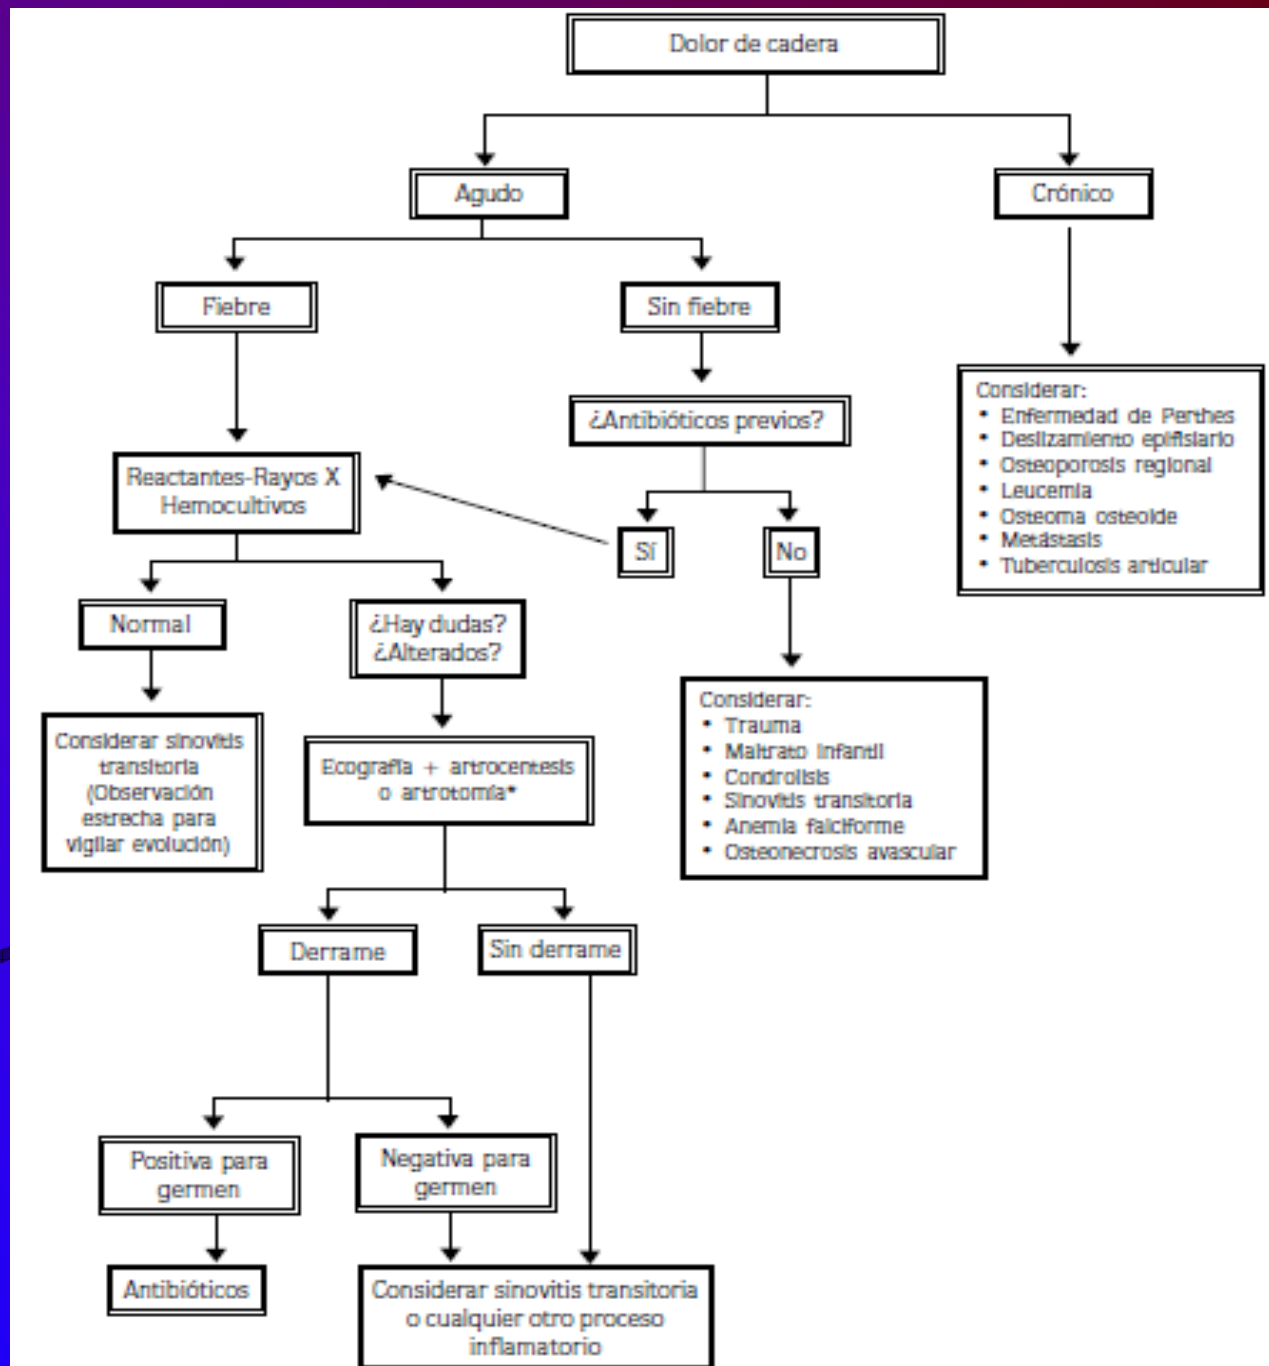 Dolor de cadera
Agudo
Crónico
Fiebre
Sin fiebre
¿Antibióticos previos?
Considerar:
• Enfermedad de Perthes
• Deslizamiento epifisiario
• Osteoporosis regional
• Leucemia
• Osteoma osteoide
• Metástasis
• Tuberculosis articular
Reactantes-Rayos X
Hemocultivos
Sí
No
Normal
¿Hay dudas?
¿Alterados?
Considerar:
• Trauma
• Maltrato infantil
• Condrolisis
• Sinovitis transitoria
• Anemia falciforme
• Osteonecrosis avascular
Considerar sinovitis
transitoria
(Observación
estrecha para
vigilar evolución)
Ecografía + artrocentesis
o artrotomía*
Derrame
Sin derrame
Positiva para
germen
Negativa para
germen
Antibióticos
Considerar sinovitis transitoria
o cualquier otro proceso
inflamatorio